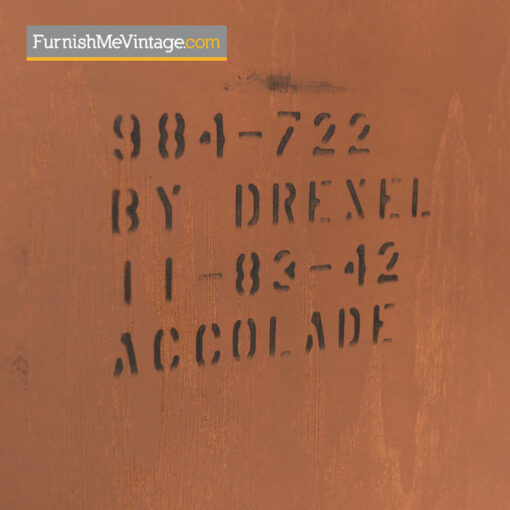 FurnishMeVintage.com
984-722
BY DREXEL
11-83-42
ACCOLADE